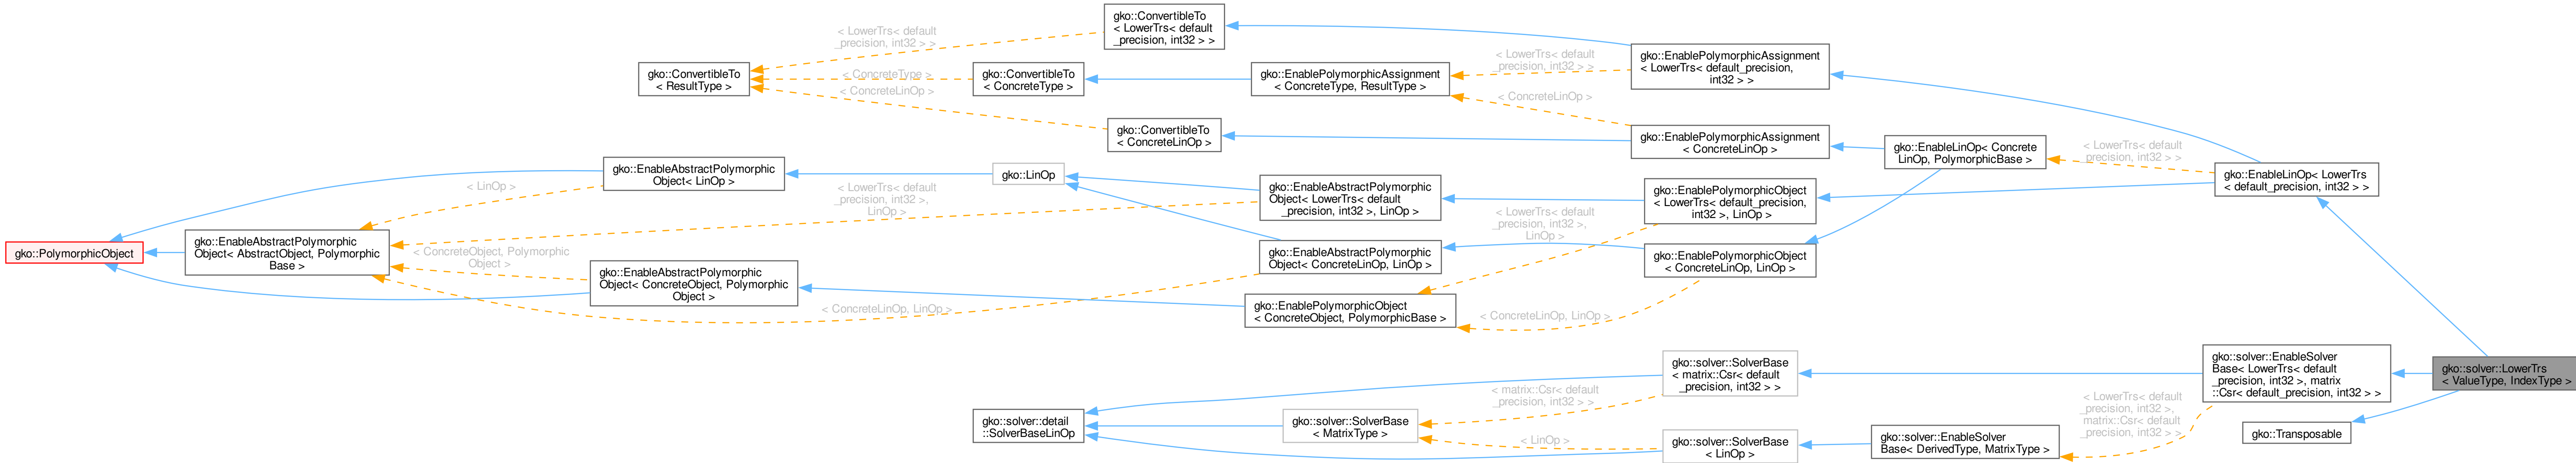 gko::ConvertibleTo
< LowerTrs< default
_precision, int32 > >
< LowerTrs< default
_precision, int32 > >
gko::ConvertibleTo
< ResultType >
< ConcreteType >
gko::ConvertibleTo
< ConcreteType >
< ConcreteLinOp >
gko::EnablePolymorphicAssignment
< ConcreteType, ResultType >
< LowerTrs< default
_precision, int32 > >
gko::EnablePolymorphicAssignment
< LowerTrs< default_precision,
int32 > >
< ConcreteLinOp >
gko::ConvertibleTo
< ConcreteLinOp >
gko::EnablePolymorphicAssignment
< ConcreteLinOp >
gko::EnableLinOp< Concrete
LinOp, PolymorphicBase >
< LowerTrs< default
_precision, int32 > >
gko::EnableLinOp< LowerTrs
< default_precision, int32 > >
gko::EnableAbstractPolymorphic
Object< LinOp >
< LinOp >
gko::LinOp
< LowerTrs< default
_precision, int32 >,
LinOp >
gko::EnableAbstractPolymorphic
Object< LowerTrs< default
_precision, int32 >, LinOp >
gko::EnablePolymorphicObject
< LowerTrs< default_precision,
int32 >, LinOp >
< LowerTrs< default
_precision, int32 >,
LinOp >
gko::PolymorphicObject
gko::EnableAbstractPolymorphic
Object< AbstractObject, Polymorphic
Base >
< ConcreteObject, Polymorphic
Object >
gko::EnableAbstractPolymorphic
Object< ConcreteObject, Polymorphic
Object >
gko::EnableAbstractPolymorphic
Object< ConcreteLinOp, LinOp >
gko::EnablePolymorphicObject
< ConcreteLinOp, LinOp >
< ConcreteLinOp, LinOp >
gko::EnablePolymorphicObject
< ConcreteObject, PolymorphicBase >
< ConcreteLinOp, LinOp >
gko::solver::SolverBase
< matrix::Csr< default
_precision, int32 > >
< matrix::Csr< default
_precision, int32 > >
gko::solver::EnableSolver
Base< LowerTrs< default
_precision, int32 >, matrix
::Csr< default_precision, int32 > >
gko::solver::LowerTrs
< ValueType, IndexType >
gko::solver::detail
::SolverBaseLinOp
gko::solver::SolverBase
< MatrixType >
< LinOp >
gko::solver::SolverBase
< LinOp >
gko::solver::EnableSolver
Base< DerivedType, MatrixType >
< LowerTrs< default
_precision, int32 >,
matrix::Csr< default
_precision, int32 > >
gko::Transposable